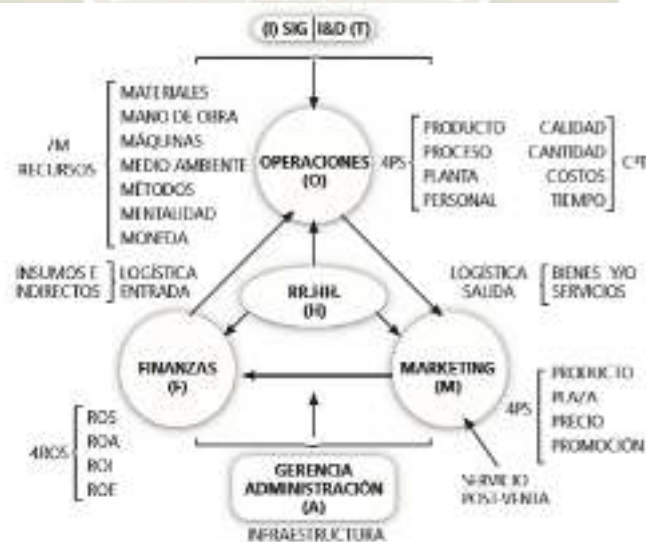 (I) SIG | I&D (T)
MATERIALES
MANO DE OBRA
MÁQUINAS
MEDIO AMBIENTE
MÉTODOS
MENTALIDAD
MONEDA
7M
RECURSOS
OPERACIONES
(O)
4PS
PRODUCTO
PROCESO
PLANTA
PERSONAL
CALIDAD
CANTIDAD
COSTOS
TIEMPO
INSUMOS E
INDIRECTOS
LOGÍSTICA
ENTRADA
RR.HH.
(H)
LOGÍSTICA
SALIDA
BIENES Y/O
SERVICIOS
FINANZAS
(F)
MARKETING
(M)
4PS
PRODUCTO
PLAZA
PRECIO
PROMOCIÓN
4ROS
ROS
ROA
ROI
ROE
GERENCIA
ADMINISTRACIÓN
(A)
INFRAESTRUCTURA
SERVICIO
POST-VENTA